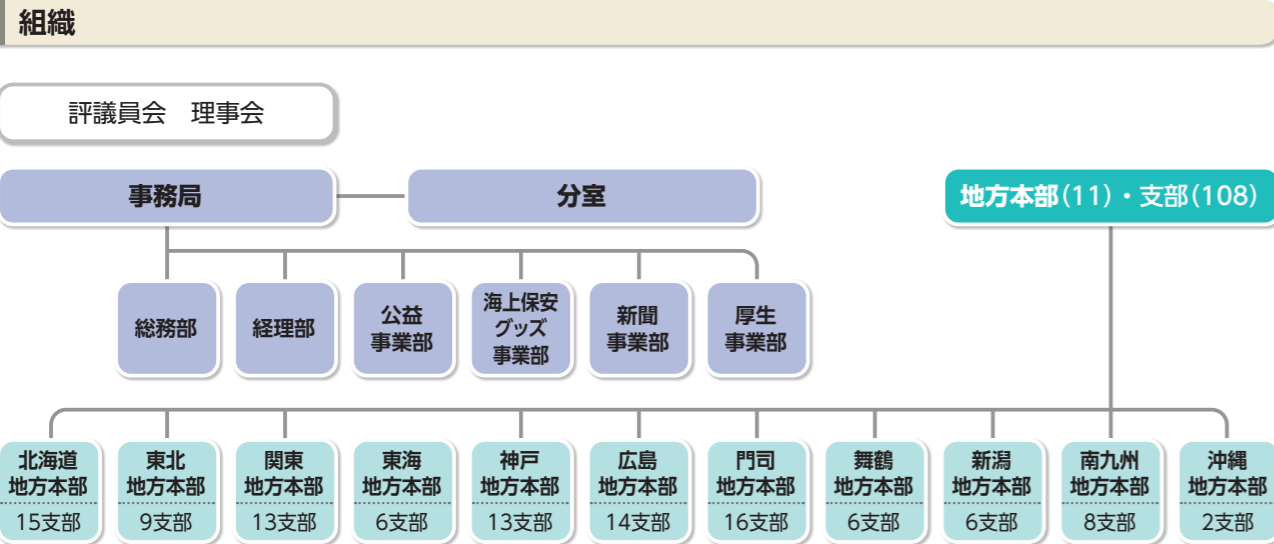 組織
評議員会　理事会
事務局
分室
地方本部(11)・支部(108)
総務部
経理部
公益
事業部
海上保安
グッズ
事業部
新聞
事業部
厚生
事業部
北海道
地方本部
15支部
東北
地方本部
9支部
関東
地方本部
13支部
東海
地方本部
6支部
神戸
地方本部
13支部
広島
地方本部
14支部
門司
地方本部
16支部
舞鶴
地方本部
6支部
新潟
地方本部
6支部
南九州
地方本部
8支部
沖縄
地方本部
2支部